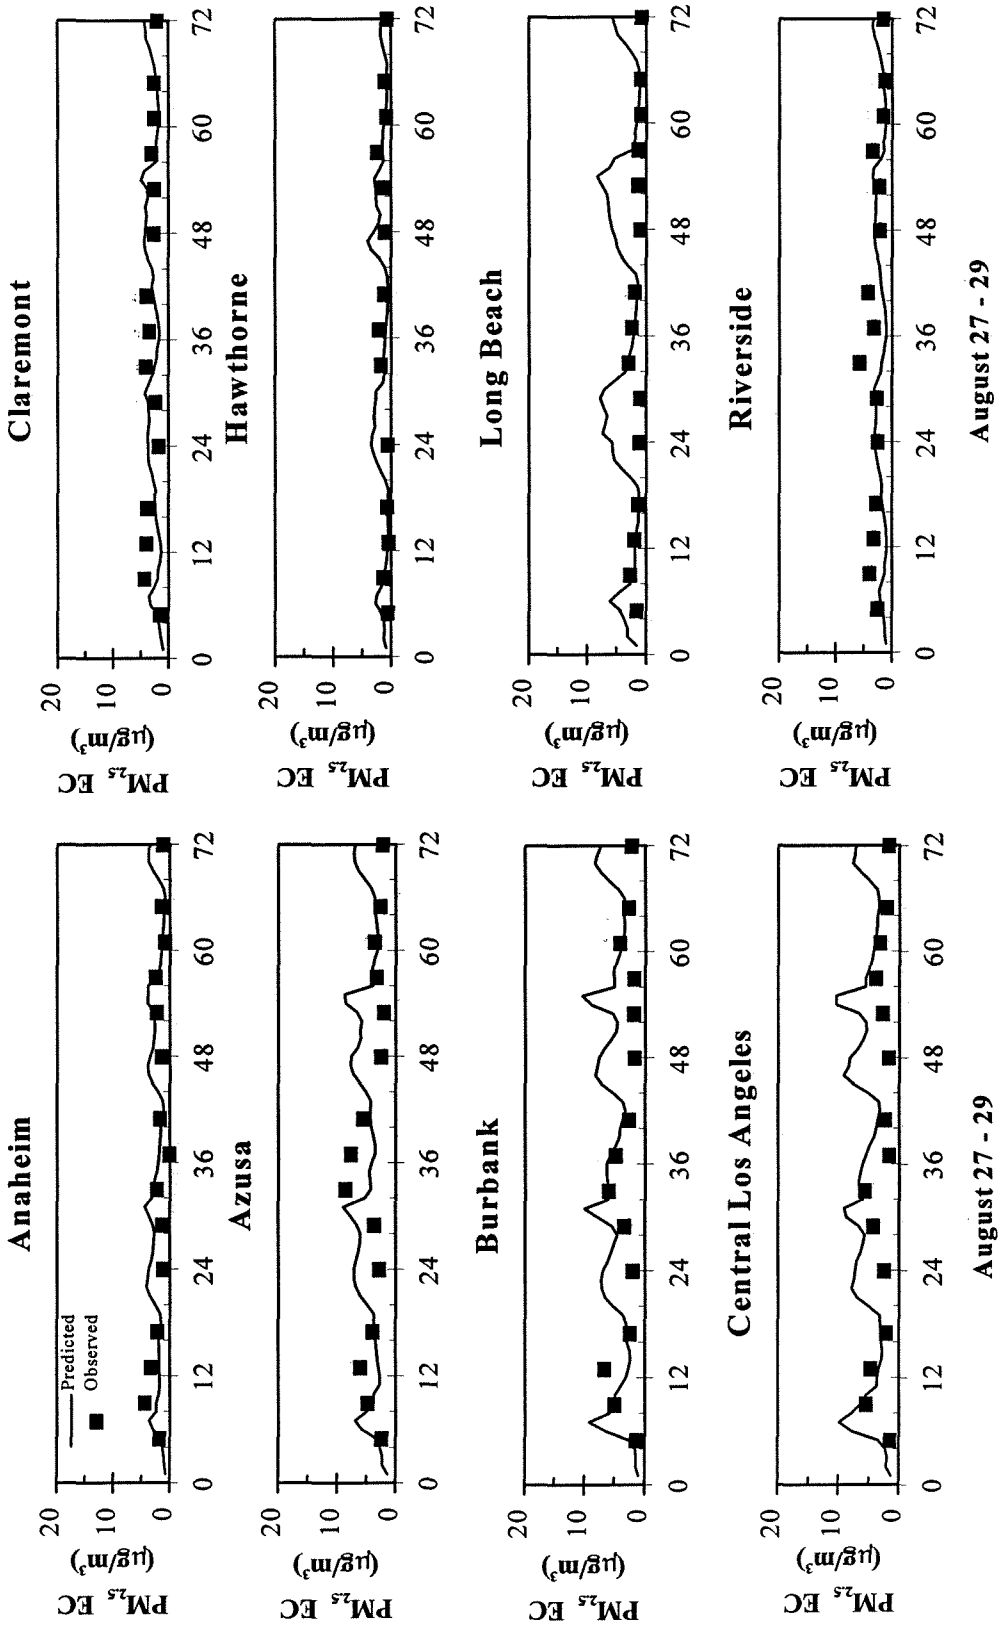 Anaheim
PM2.5 EC
(µg/m3)
20
10
0
Predicted
Observed
0 12 24 36 48 60 72
Azusa
PM2.5 EC
(µg/m3)
20
10
0
0 12 24 36 48 60 72
Burbank
PM2.5 EC
(µg/m3)
20
10
0
0 12 24 36 48 60 72
Central Los Angeles
PM2.5 EC
(µg/m3)
20
10
0
0 12 24 36 48 60 72
August 27 - 29
Claremont
PM2.5 EC
(µg/m3)
20
10
0
0 12 24 36 48 60 72
Hawthorne
PM2.5 EC
(µg/m3)
20
10
0
0 12 24 36 48 60 72
Long Beach
PM2.5 EC
(µg/m3)
20
10
0
0 12 24 36 48 60 72
Riverside
PM2.5 EC
(µg/m3)
20
10
0
0 12 24 36 48 60 72
August 27 - 29